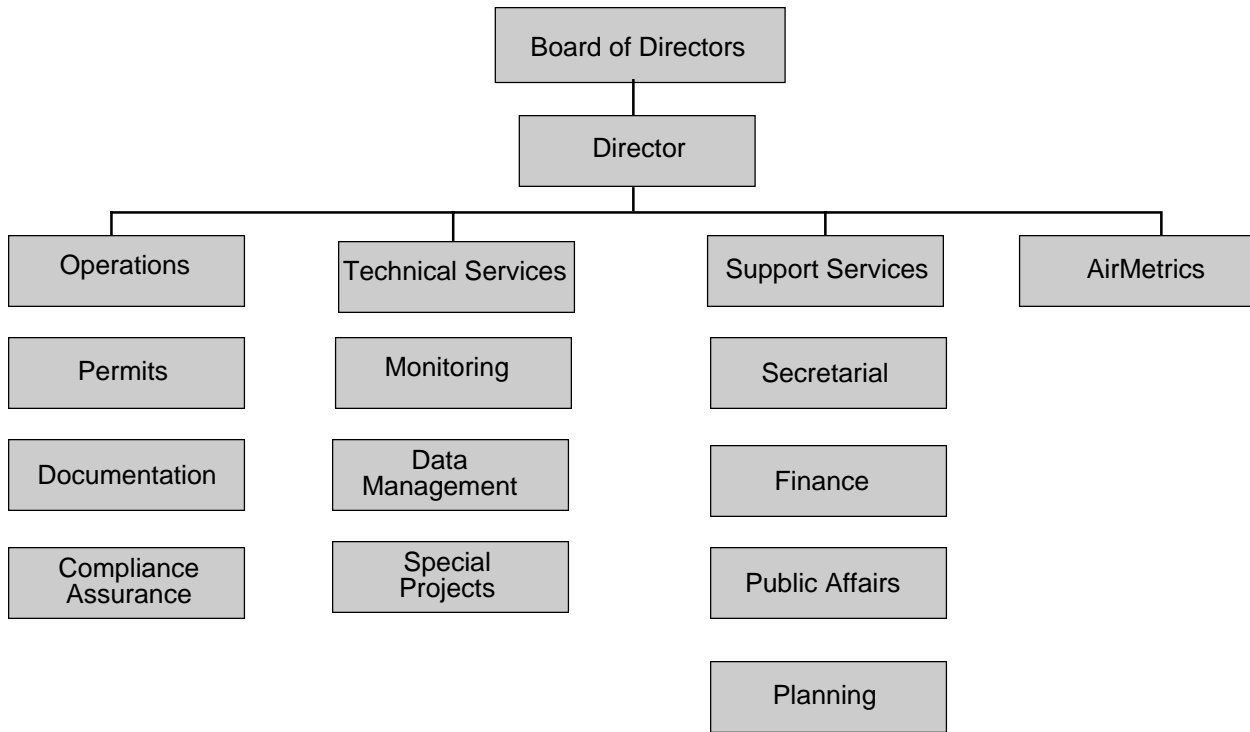 Board of Directors
Director
Operations
Technical Services
Support Services
AirMetrics
Permits
Monitoring
Secretarial
Documentation
Data
Management
Finance
Compliance
Assurance
Special
Projects
Public Affairs
Planning